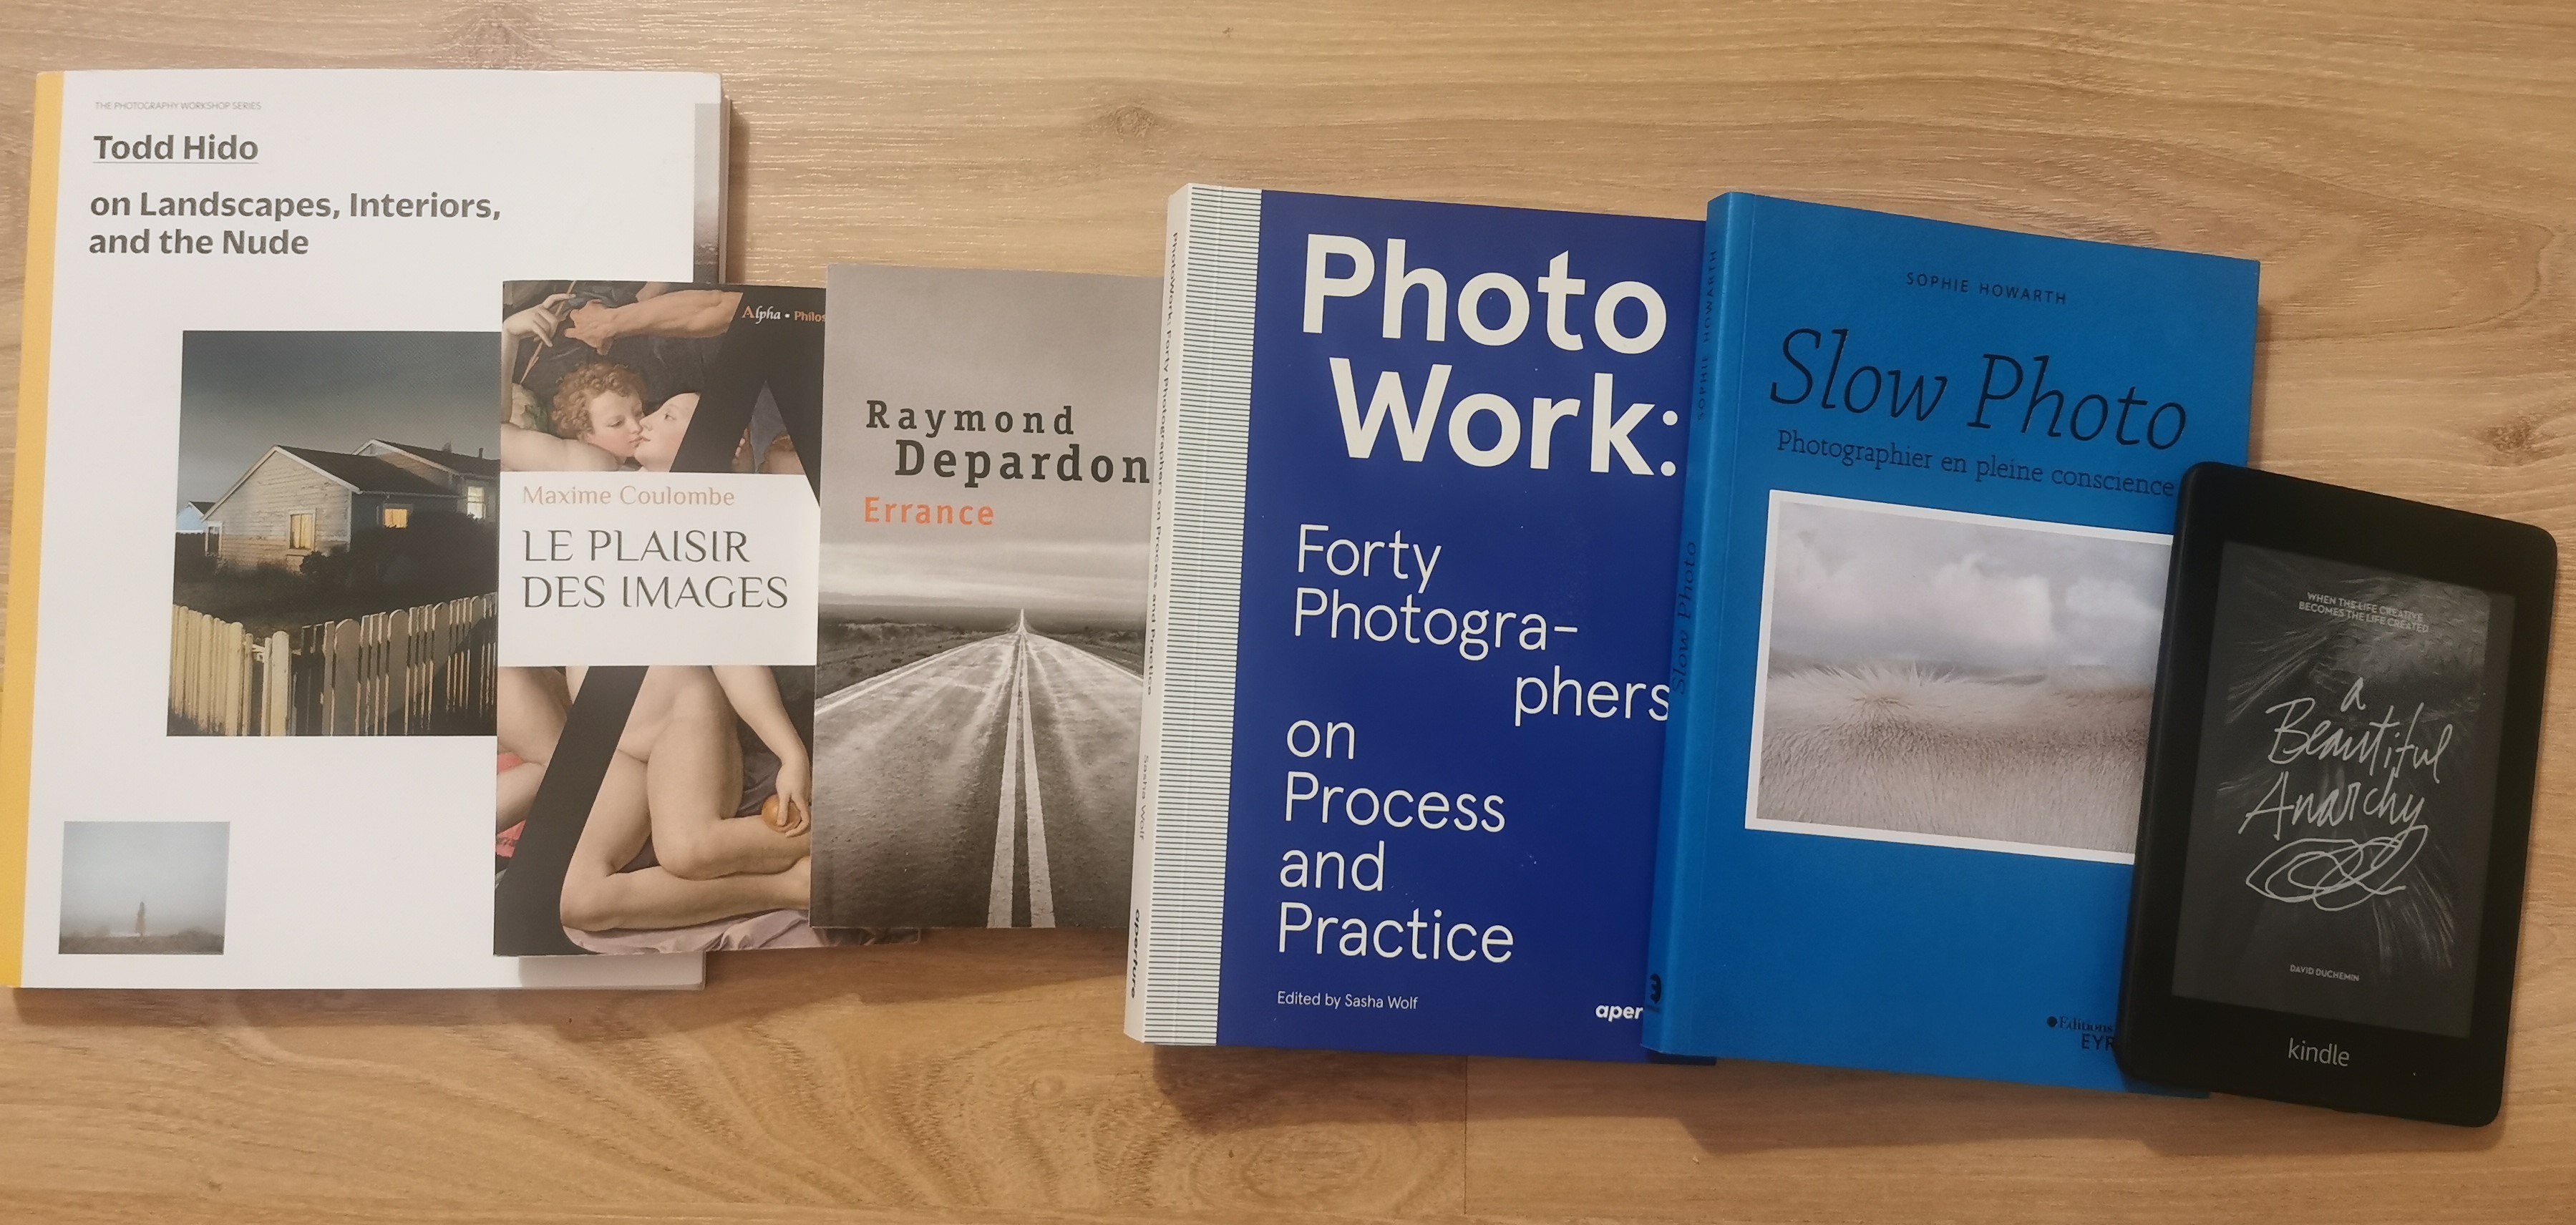 THE PHOTOGRAPHY WORKSHOP SERIES
Todd Hido
on Landscapes, Interiors,
and the Nude
Alpha
Maxime Coulombe
LE PLAISIR
DES IMAGES
Raymond
Depardon
Errance
PhotoWork: Forty Photographers on Process and Practice
Sasha Wolf
aperture
Photo
Work:
Forty
Photogra-
phers
on
Process
and
Practice
Edited by Sasha Wolf
aper
SOPHIE HOWARTH
Slow Photo
SOPHIE HOWARTH
Slow Photo
Photographier en pleine conscience
Editions
EYR
WHEN THE LIFE CREATIVE
BECOMES THE LIFE CREATED
a
Beautiful
Anarchy
DAVID DUCHEMIN
kindle